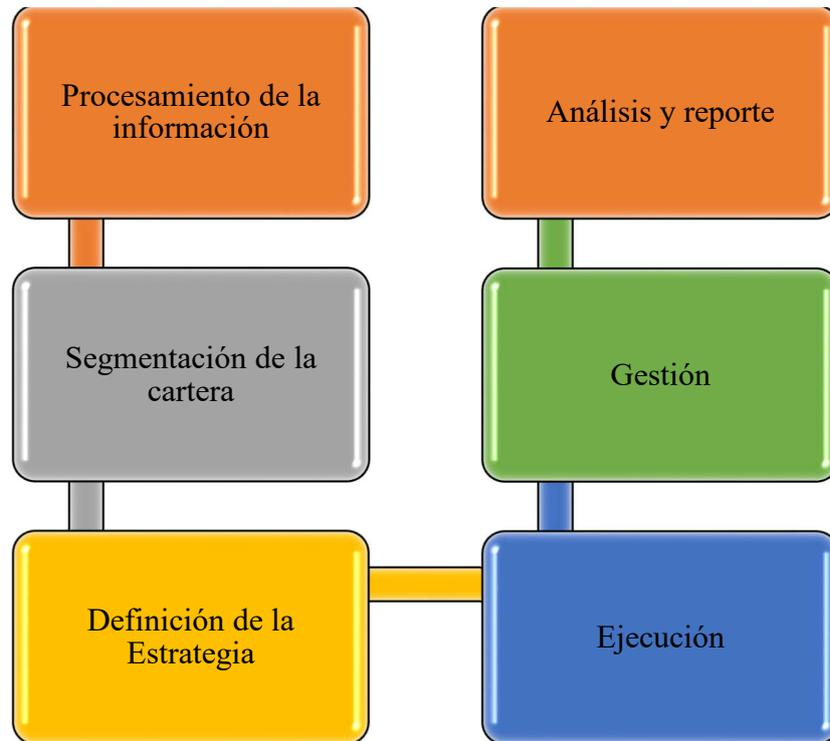 Procesamiento de la
información
Segmentación de la
cartera
Definición de la
Estrategia
Ejecución
Gestión
Análisis y reporte